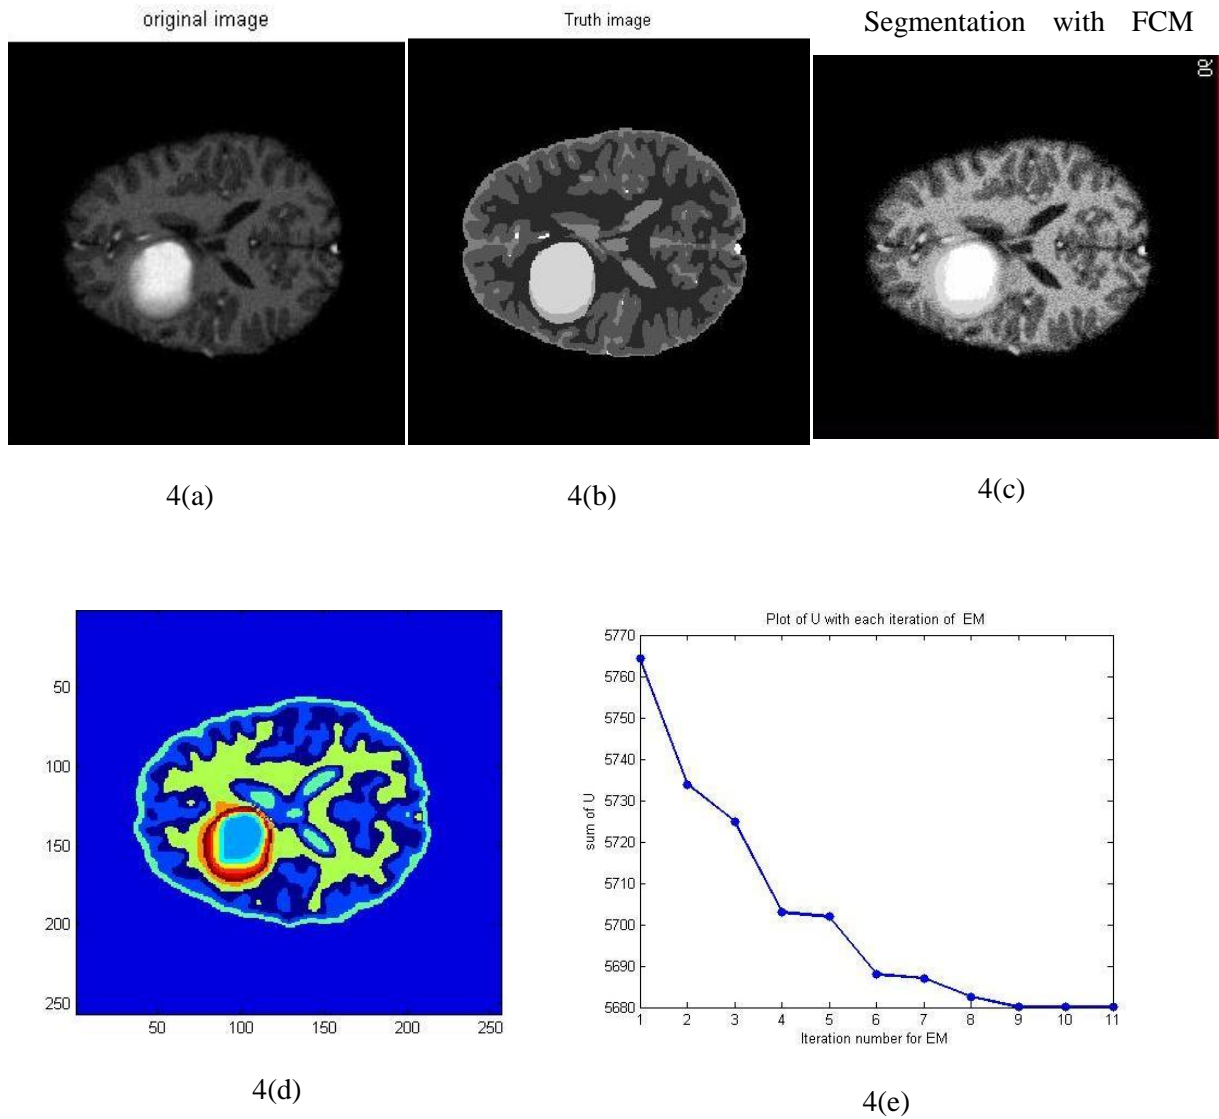 original image
Truth image
Segmentation with FCM
4(a)
4(b)
4(c)
50
100
150
200
250
50 100 150 200 250
4(d)
Plot of U with each iteration of EM
5770
5760
5750
5740
5730
5720
5710
5700
5690
5680
sum of U
1 2 3 4 5 6 7 8 9 10 11
Iteration number for EM
4(e)